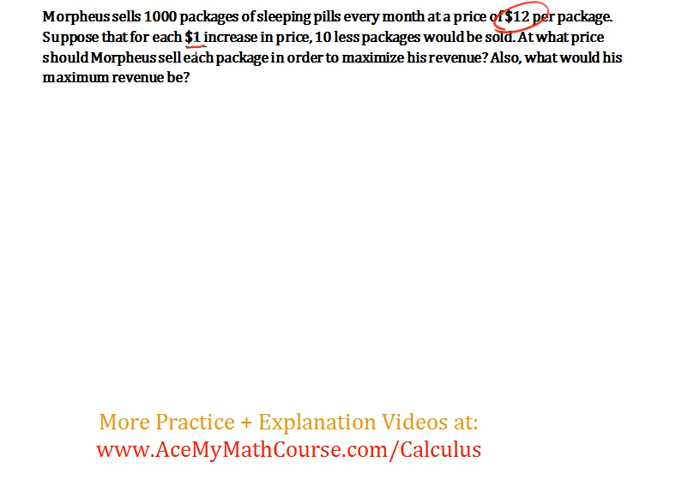 Morpheus sells 1000 packages of sleeping pills every month at a price of $12 per package.
Suppose that for each $1 increase in price, 10 less packages would be sold. At what price
should Morpheus sell each package in order to maximize his revenue? Also, what would his
maximum revenue be?
More Practice + Explanation Videos at:
www.AceMyMathCourse.com/Calculus